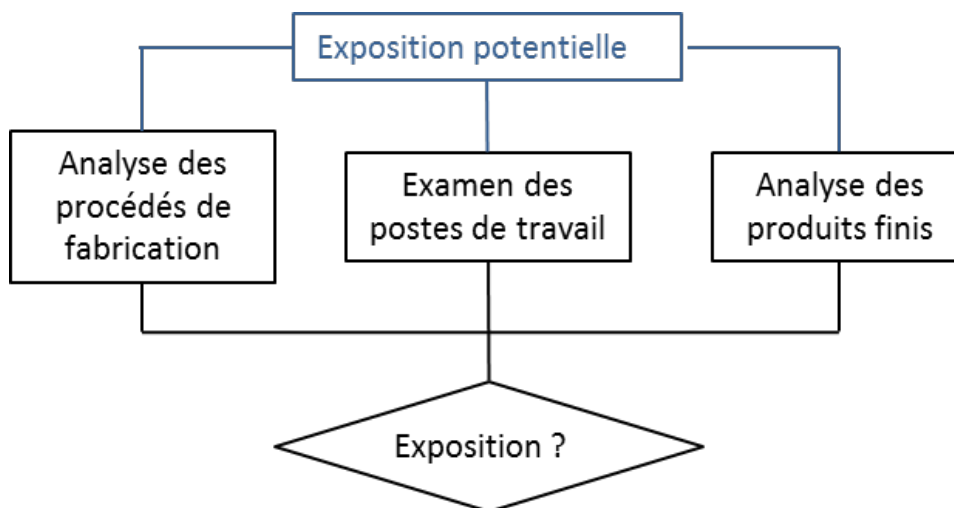 Exposition potentielle
Analyse des
procédés de
fabrication
Examen des
postes de travail
Analyse des
produits finis
Exposition ?